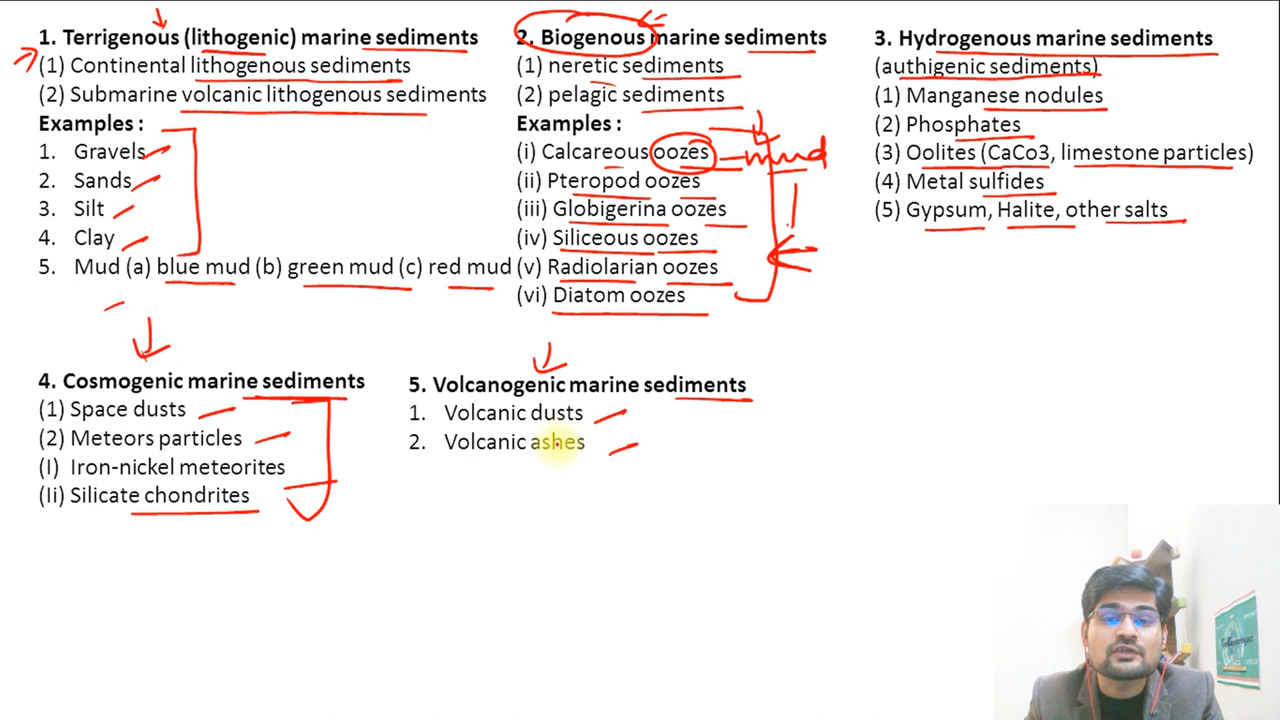 1. Terrigenous (lithogenic) marine sediments
(1) Continental lithogenous sediments
(2) Submarine volcanic lithogenous sediments
Examples :
1. Gravels
2. Sands
3. Silt
4. Clay
5. Mud (a) blue mud (b) green mud (c) red mud
2. Biogenous marine sediments
(1) neretic sediments
(2) pelagic sediments
Examples :
(i) Calcareous oozes mud
(ii) Pteropod oozes
(iii) Globigerina oozes
(iv) Siliceous oozes
(v) Radiolarian oozes
(vi) Diatom oozes
3. Hydrogenous marine sediments
(authigenic sediments)
(1) Manganese nodules
(2) Phosphates
(3) Oolites (CaCo3, limestone particles)
(4) Metal sulfides
(5) Gypsum, Halite, other salts
4. Cosmogenic marine sediments
(1) Space dusts
(2) Meteors particles
(I) Iron-nickel meteorites
(Ii) Silicate chondrites
5. Volcanogenic marine sediments
1. Volcanic dusts
2. Volcanic ashes